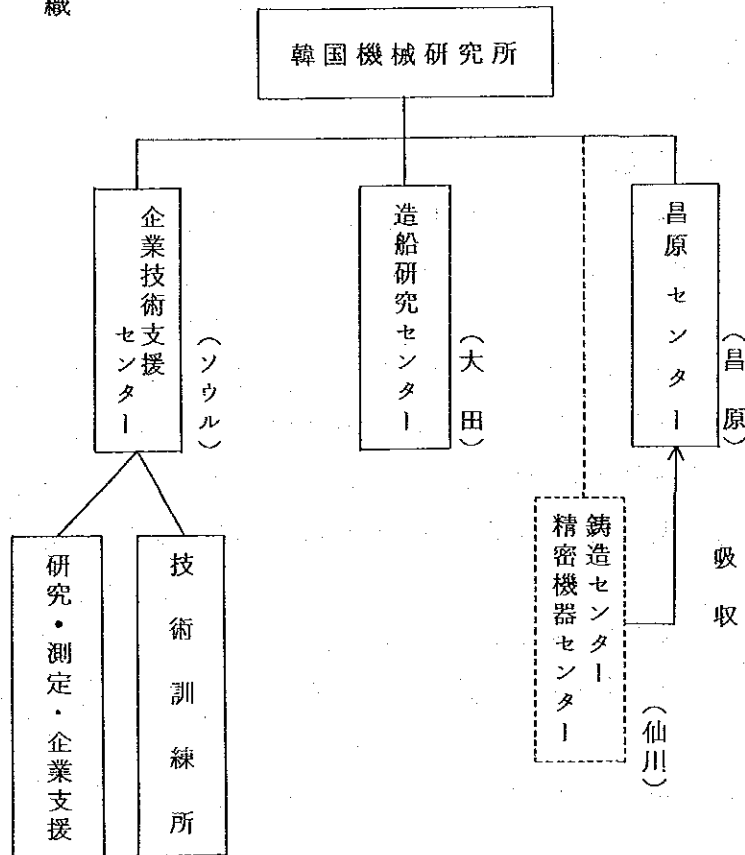 織
韓国機械研究所
昌原センター
(昌原)
吸収
鋳造センター
精密機器センター
(仙川)
造船研究センター
(大田)
企業技術支援
センター
(ソウル)
技術訓練所
研究・測定・企業支援